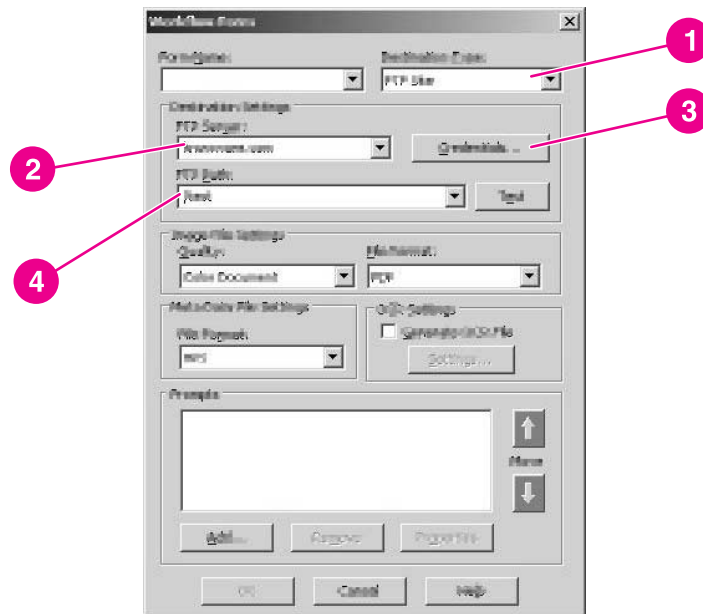 Workflow Form
Form Name:
Destination Type:
FTP Site
1
Destination Settings
FTP Server:
Credentials...
3
2
FTP Path:
Test
4
Image File Settings
Quality:
File Format:
Color Document
PDF
Meta-Data File Settings
OCR Settings
File Format:
Generate OCR File
Settings...
Prompts
Move
Add...
Remove
Properties
OK
Cancel
Help